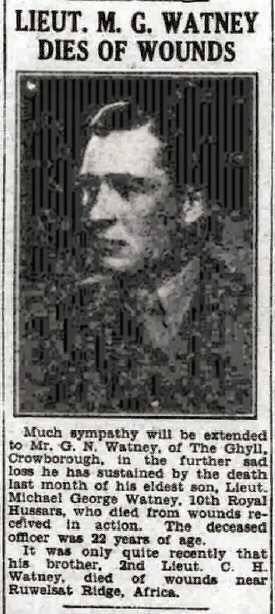 LIEUT. M. G. WATNEY
DIES OF WOUNDS
Much sympathy will be extended
to Mr. G. N. Watney, of The Ghyll,
Crowborough, in the further sad
loss he has sustained by the death
last month of his eldest son, Lieut.
Michael George Watney, 10th Royal
Hussars, who died from wounds re-
ceived in action. The deceased
officer was 22 years of age.
It was only quite recently that
his brother, 2nd Lieut. C. H.
Watney, died of wounds near
Ruweisat Ridge, Africa.